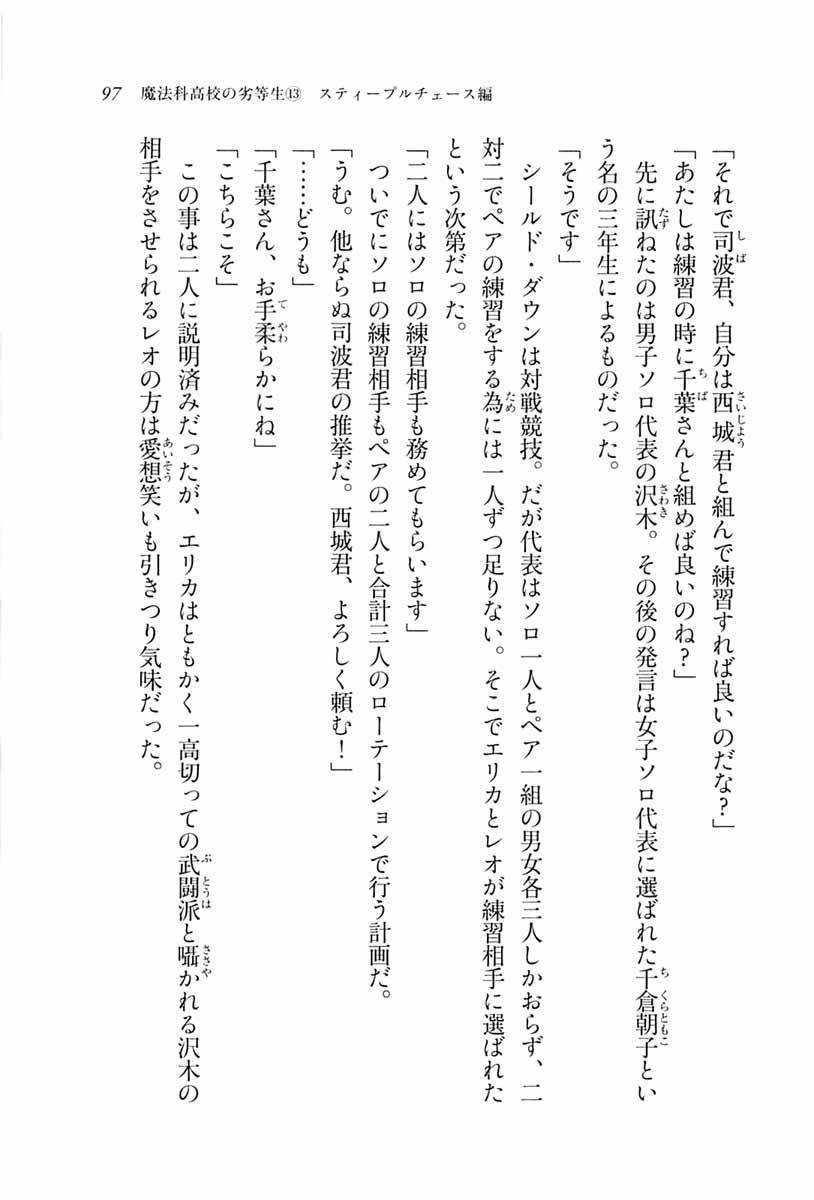 97 魔法科高校の劣等生⑬ スティープルチェース編
「それで司波君、自分は西城君と組んで練習すれば良いのだな?」
「あたしは練習の時に千葉さんと組めば良いのね?」
先に訊ねたのは男子ソロ代表の沢木。その後の発言は女子ソロ代表に選ばれた千倉朝子とい
う名の三年生によるものだった。
「そうです」
シールド・ダウンは対戦競技。だが代表はソロ一人とペア一組の男女各三人しかおらず、二
対二でペアの練習をする為には一人ずつ足りない。そこでエリカとレオが練習相手に選ばれた
という次第だった。
「二人にはソロの練習相手も務めてもらいます」
ついでにソロの練習相手もペアの二人と合計三人のローテーションで行う計画だ。
「うむ。他ならぬ司波君の推挙だ。西城君、よろしく頼む!」
「……どうも」
「千葉さん、お手柔らかにね」
「こちらこそ」
この事は二人に説明済みだったが、エリカはともかく一高切っての武闘派と囁かれる沢木の
相手をさせられるレオの方は愛想笑いも引きつり気味だった。